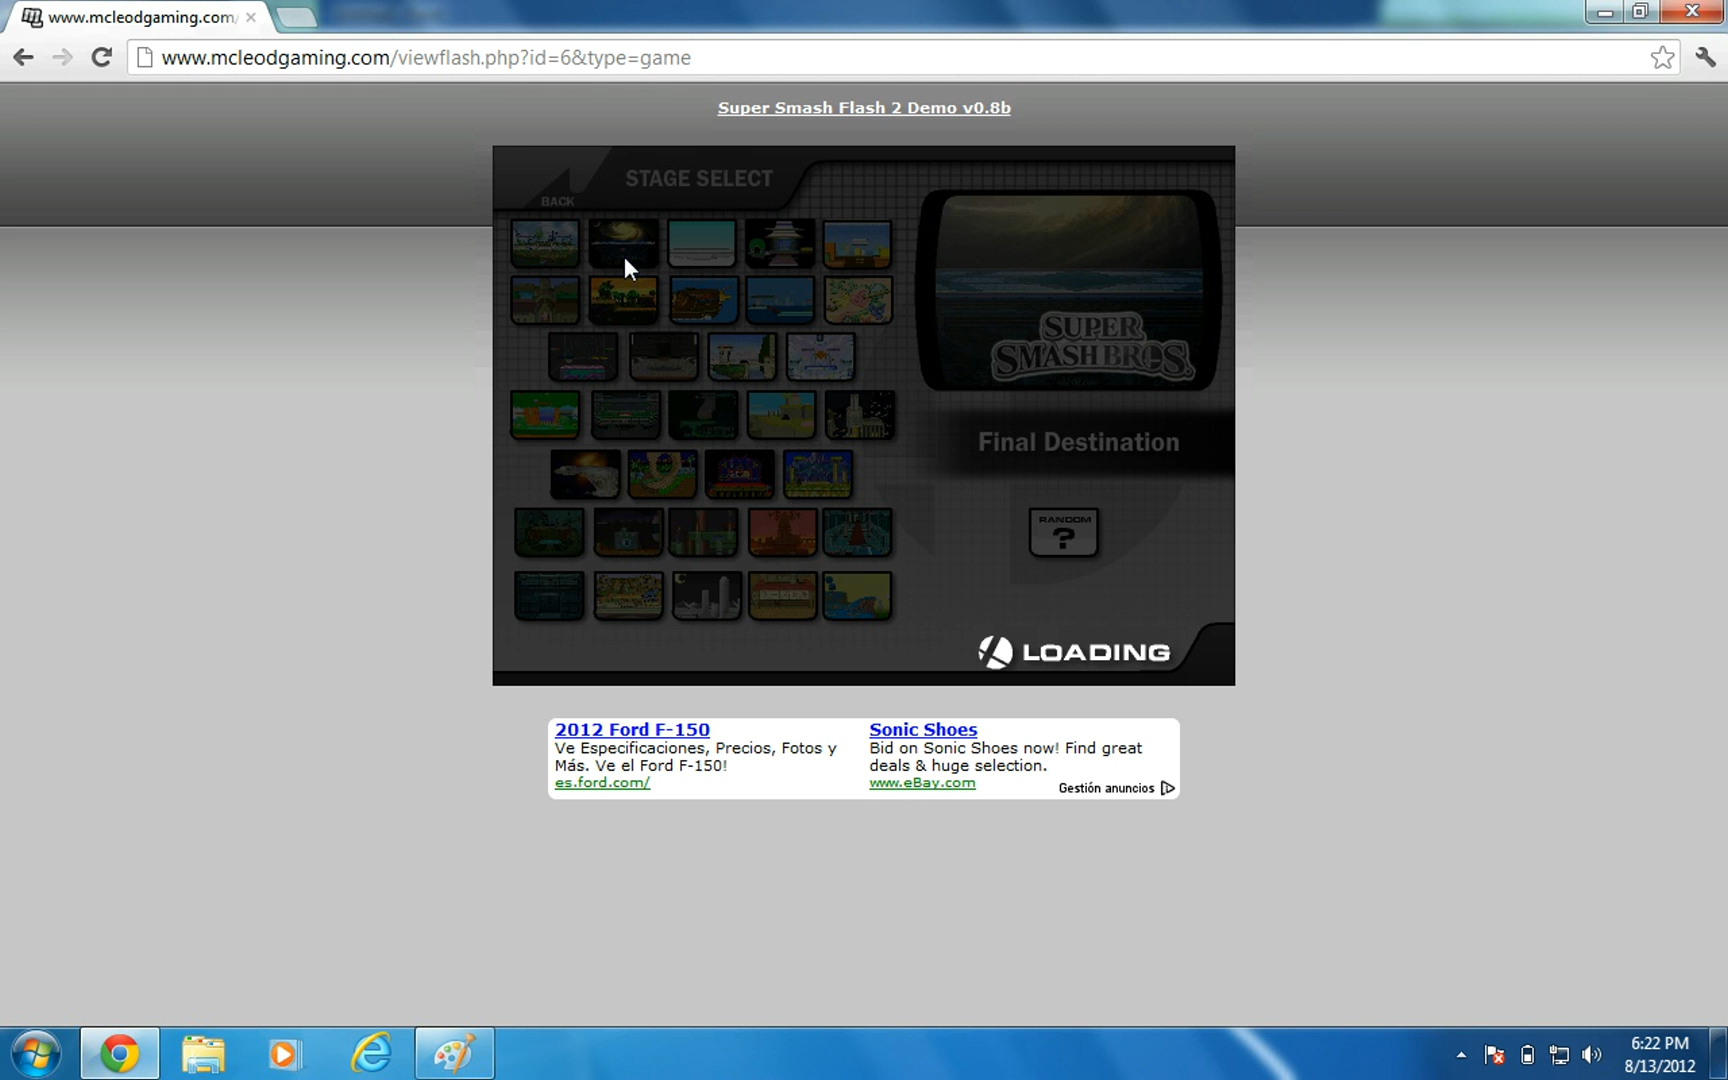 www.mcleodgaming.com/
www.mcleodgaming.com/viewflash.php?id=6&type=game
Super Smash Flash 2 Demo v0.8b
STAGE SELECT
BACK
SUPER
SMASH BROS.
Final Destination
RANDOM
?
LOADING
2012 Ford F-150
Ve Especificaciones, Precios, Fotos y
Más. Ve el Ford F-150!
es.ford.com/
Sonic Shoes
Bid on Sonic Shoes now! Find great
deals & huge selection.
www.eBay.com
Gestión anuncios
6:22 PM
8/13/2012